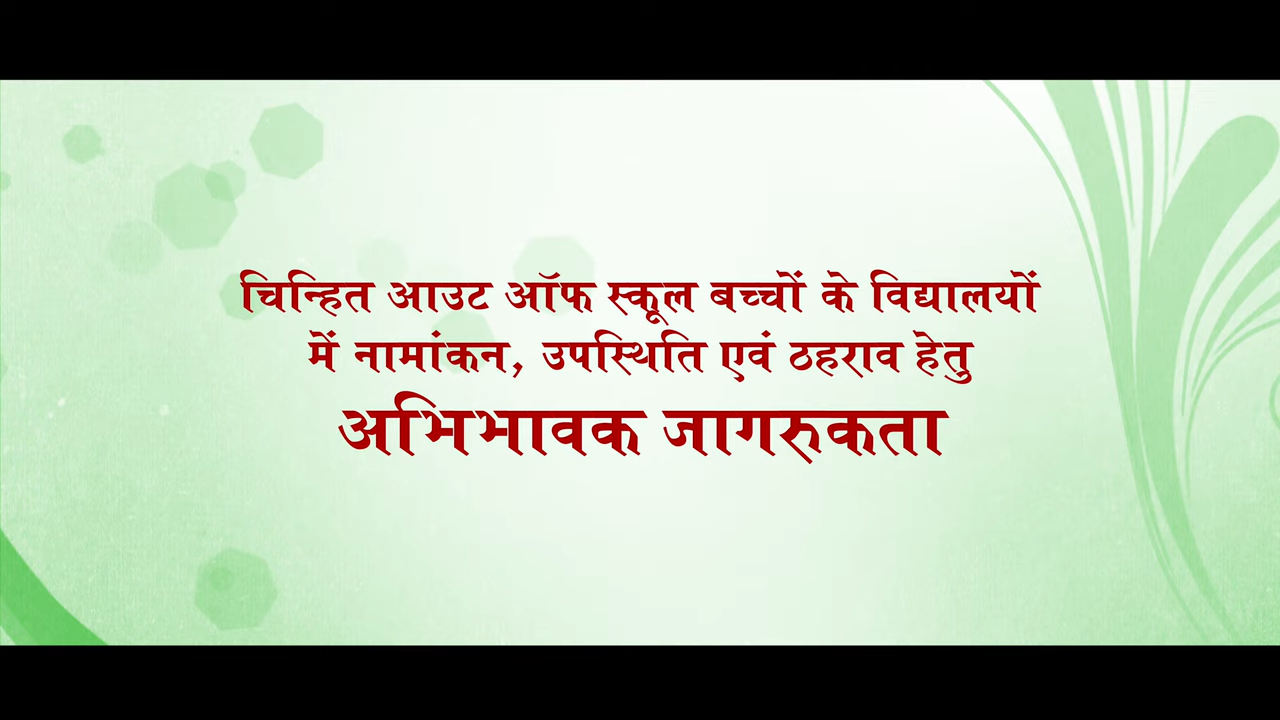 चिन्हित आउट ऑफ स्कूल बच्चों के विद्यालयों
में नामांकन, उपस्थिति एवं ठहराव हेतु
अभिभावक जागरुकता